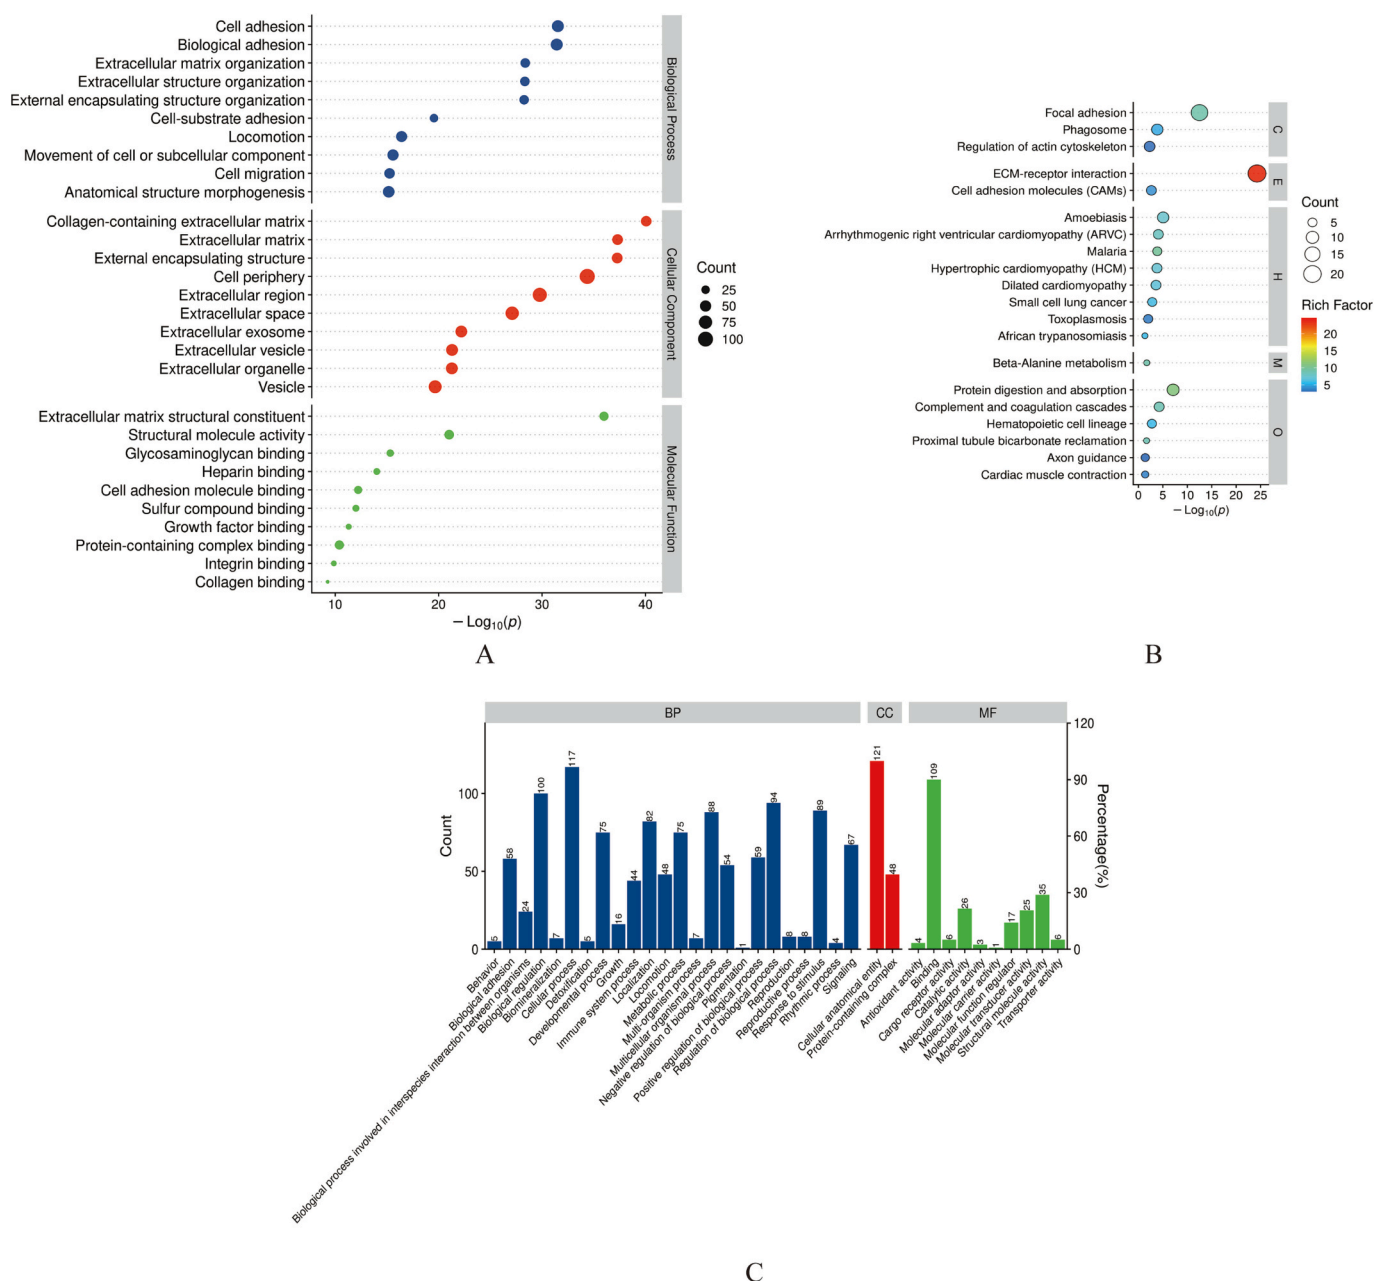 Cell adhesion
Biological adhesion
Extracellular matrix organization
Extracellular structure organization
External encapsulating structure organization
Cell-substrate adhesion
Locomotion
Movement of cell or subcellular component
Cell migration
Anatomical structure morphogenesis
Biological Process
Collagen-containing extracellular matrix
Extracellular matrix
External encapsulating structure
Cell periphery
Extracellular region
Extracellular space
Extracellular exosome
Extracellular vesicle
Extracellular organelle
Vesicle
Cellular Component
Extracellular matrix structural constituent
Structural molecule activity
Glycosaminoglycan binding
Heparin binding
Cell adhesion molecule binding
Sulfur compound binding
Growth factor binding
Protein-containing complex binding
Integrin binding
Collagen binding
Molecular Function
10 20 30 40
－Log10(p)
Count
25
50
75
100
A
Focal adhesion
Phagosome
Regulation of actin cytoskeleton
C
ECM-receptor interaction
Cell adhesion molecules (CAMs)
E
Amoebiasis
Arrhythmogenic right ventricular cardiomyopathy (ARVC)
Malaria
Hypertrophic cardiomyopathy (HCM)
Dilated cardiomyopathy
Small cell lung cancer
Toxoplasmosis
African trypanosomiasis
H
Beta-Alanine metabolism
M
Protein digestion and absorption
Complement and coagulation cascades
Hematopoietic cell lineage
Proximal tubule bicarbonate reclamation
Axon guidance
Cardiac muscle contraction
O
0 5 10 15 20 25
－Log10(p)
Count
5
10
15
20
Rich Factor
20
15
10
5
B
BP CC MF
Count
100
50
0
5 58 24 100 7 117 5 75 16 44 82 48 75 7 88 54 1 59 94 8 8 89 4 67
121 48
4 109 6 26 3 1 17 25 35 6
120
90
60
30
0
Percentage(%)
Behavior
Biological adhesion
Biological process involved in interspecies interaction between organisms
Biological regulation
Biomineralization
Cellular process
Detoxification
Developmental process
Growth
Immune system process
Localization
Locomotion
Metabolic process
Multi-organism process
Multicellular organismal process
Negative regulation of biological process
Pigmentation
Positive regulation of biological process
Regulation of biological process
Reproduction
Reproductive process
Response to stimulus
Rhythmic process
Signaling
Cellular anatomical entity
Protein-containing complex
Antioxidant activity
Binding
Cargo receptor activity
Catalytic activity
Molecular adaptor activity
Molecular carrier activity
Molecular function regulator
Molecular transducer activity
Structural molecule activity
Transporter activity
C